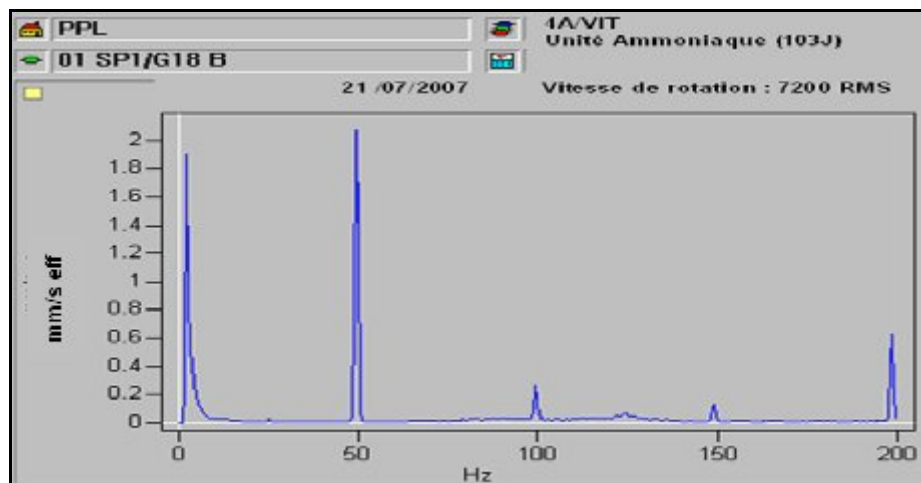 PPL
4A/VIT
Unité Ammoniaque (103J)
01 SP1/G18 B
21 /07/2007
Vitesse de rotation : 7200 RMS
2
1.8
1.6
1.4
1.2
1
0.8
0.6
0.4
0.2
0
mm/s eff
0 50 100 150 200
Hz